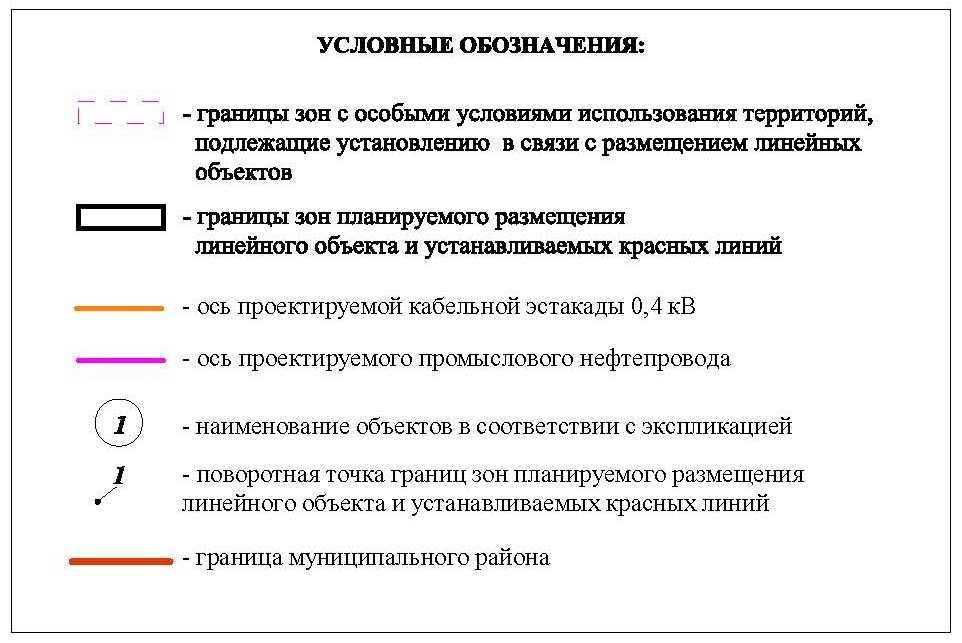 УСЛОВНЫЕ ОБОЗНАЧЕНИЯ:
- границы зон с особыми условиями использования территорий,
подлежащие установлению в связи с размещением линейных
объектов
- границы зон планируемого размещения
линейного объекта и устанавливаемых красных линий
- ось проектируемой кабельной эстакады 0,4 кВ
- ось проектируемого промыслового нефтепровода
1 - наименование объектов в соответствии с экспликацией
1 - поворотная точка границ зон планируемого размещения
линейного объекта и устанавливаемых красных линий
- граница муниципального района